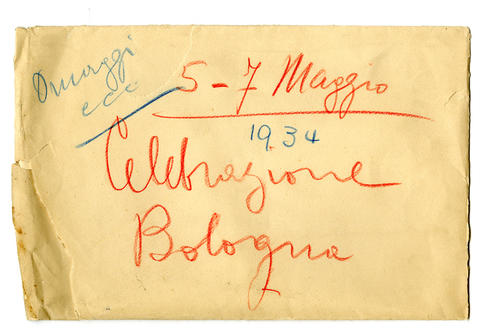 Omaggi
ecc
5-7 Maggio
1934
Celebrazione
Bologna